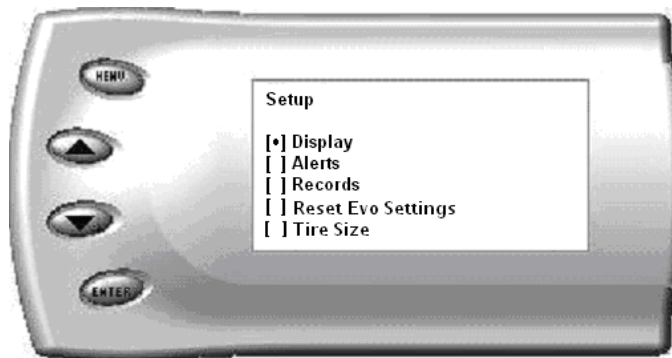 MENU
Setup
[•] Display
[ ] Alerts
[ ] Records
[ ] Reset Evo Settings
[ ] Tire Size
ENTER